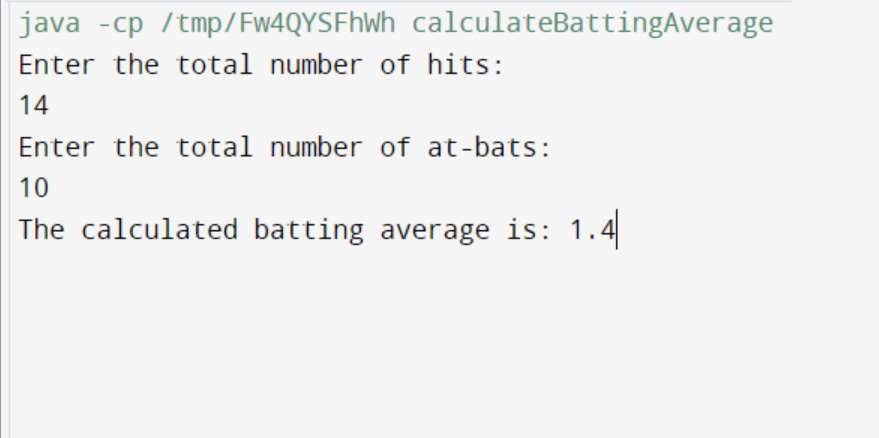 java -cp /tmp/Fw4QYSFhWh calculateBattingAverage
Enter the total number of hits:
14
Enter the total number of at-bats:
10
The calculated batting average is: 1.4